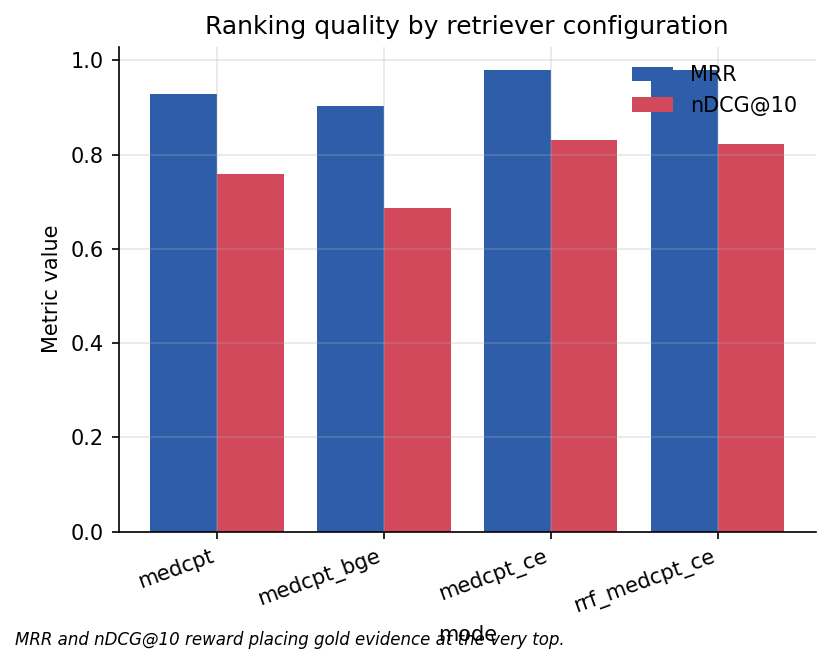 Ranking quality by retriever configuration
MRR
nDCG@10
Metric value
1.0
0.8
0.6
0.4
0.2
0.0
medcpt
medcpt_bge
medcpt_ce
rrf_medcpt_ce
mode
MRR and nDCG@10 reward placing gold evidence at the very top.